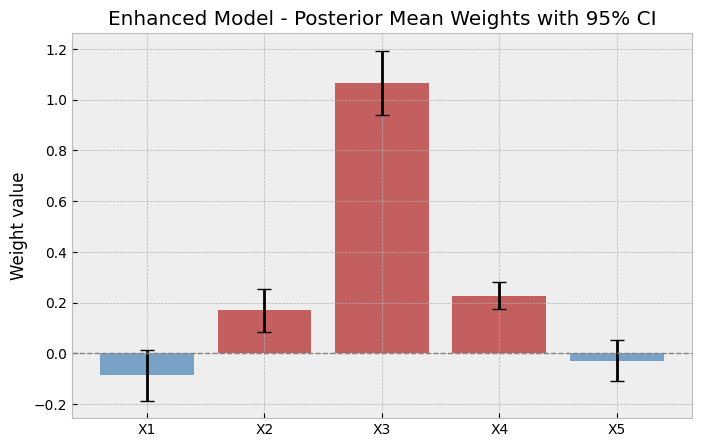 Enhanced Model - Posterior Mean Weights with 95% CI
Weight value
1.2
1.0
0.8
0.6
0.4
0.2
0.0
−0.2
X1 X2 X3 X4 X5